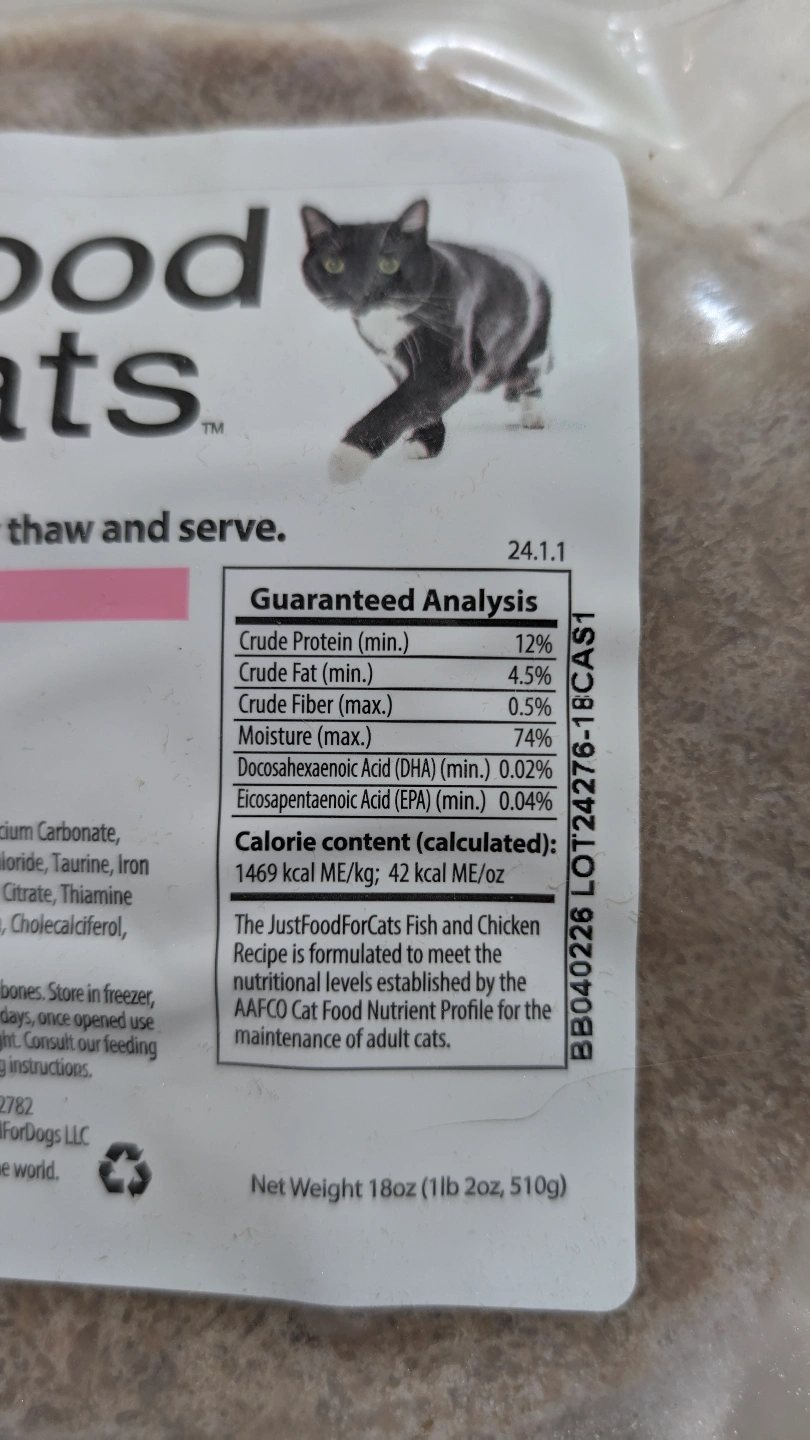 ood
ats
TM
thaw and serve.
24.1.1
Guaranteed Analysis
Crude Protein (min.) 12%
Crude Fat (min.) 4.5%
Crude Fiber (max.) 0.5%
Moisture (max.) 74%
Docosahexaenoic Acid (DHA) (min.) 0.02%
Eicosapentaenoic Acid (EPA) (min.) 0.04%
Calorie content (calculated):
1469 kcal ME/kg; 42 kcal ME/oz
The JustFoodForCats Fish and Chicken
Recipe is formulated to meet the
nutritional levels established by the
AAFCO Cat Food Nutrient Profile for the
maintenance of adult cats.
BB040226 LOT24276-18CAS1
cium Carbonate,
loride, Taurine, Iron
Citrate, Thiamine
, Cholecalciferol,
bones. Store in freezer,
days, once opened use
ht. Consult our feeding
g instructions.
2782
ForDogs LLC
e world.
Net Weight 18oz (1lb 2oz, 510g)